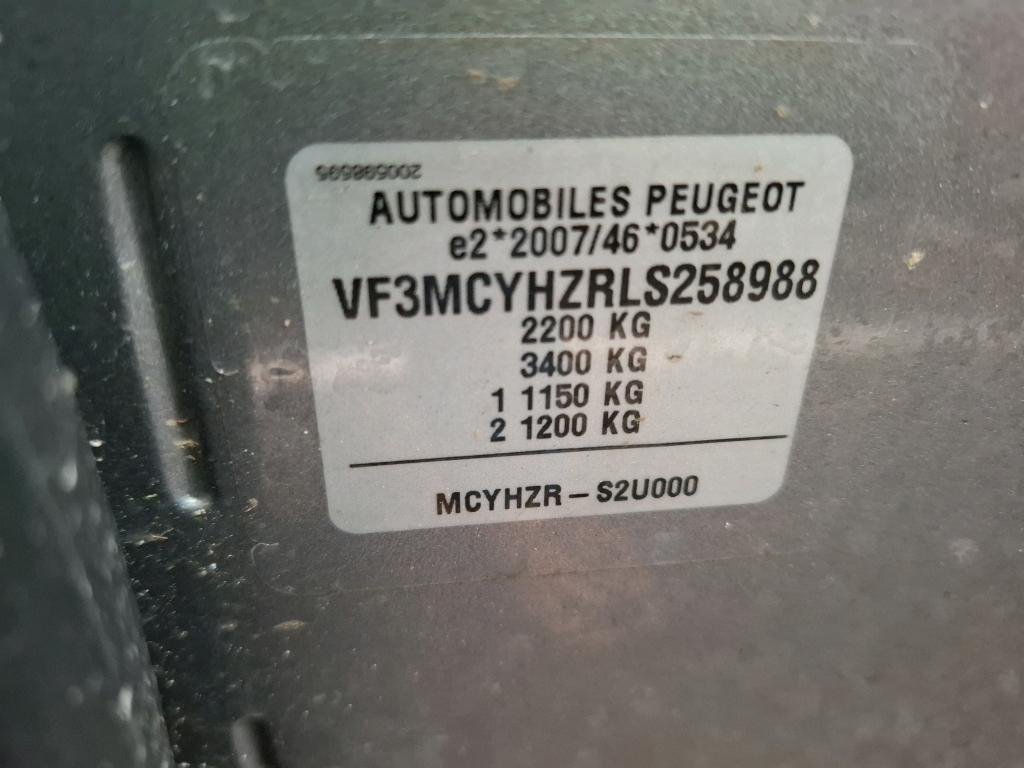 200598595
AUTOMOBILES PEUGEOT
e2*2007/46*0534
VF3MCYHZRLS258988
2200 KG
3400 KG
1 1150 KG
2 1200 KG
MCYHZR – S2U000